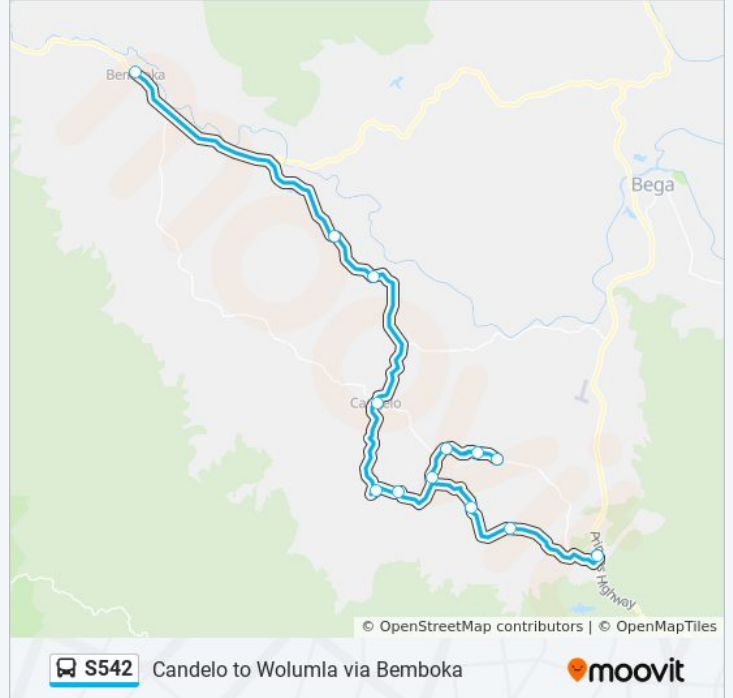 Bemboka
Bega
Candelo
Princes Highway
© OpenStreetMap contributors | © OpenMapTiles
S542 Candelo to Wolumla via Bemboka
moovit